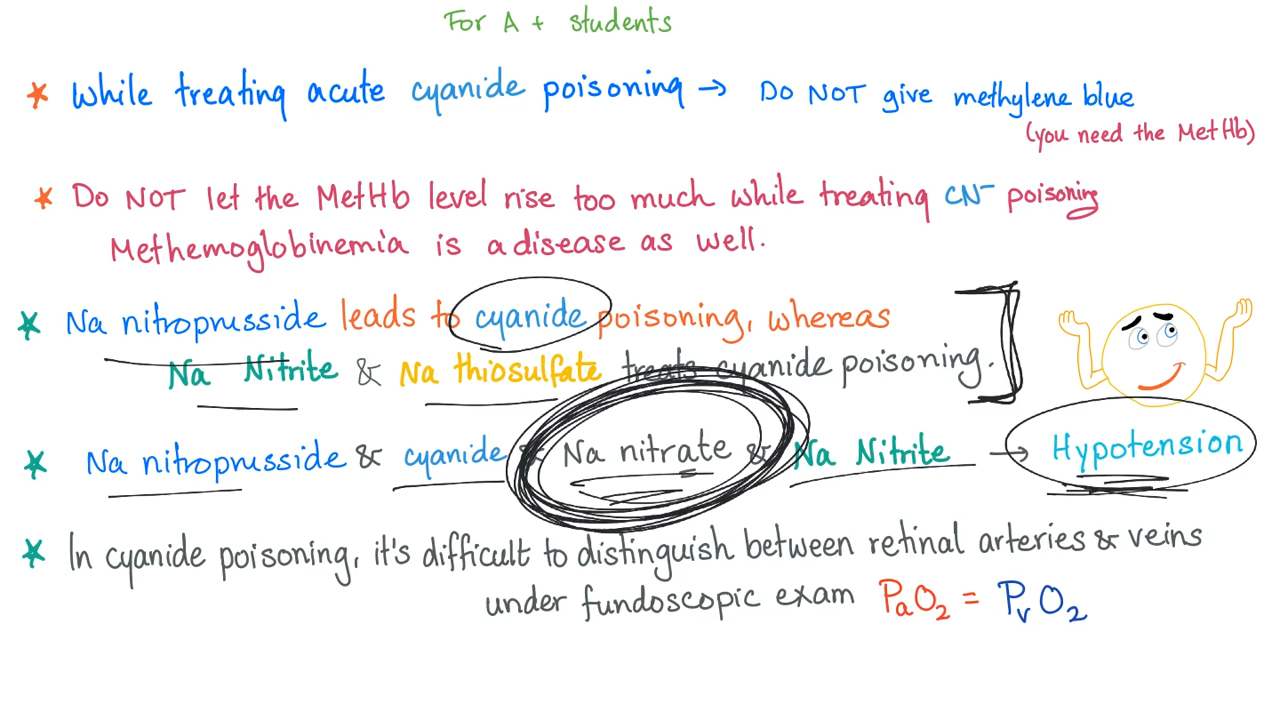 For A + students
* While treating acute cyanide poisoning → Do NOT give methylene blue
(you need the MetHb)
* Do NOT let the MetHb level rise too much while treating CN⁻ poisoning
Methemoglobinemia is a disease as well.
* Na nitroprusside leads to cyanide poisoning, whereas
Na Nitrite & Na thiosulfate treats cyanide poisoning.
* Na nitroprusside & cyanide & Na nitrate & Na Nitrite → Hypotension
* In cyanide poisoning, it's difficult to distinguish between retinal arteries & veins
under fundoscopic exam PaO₂ = PvO₂